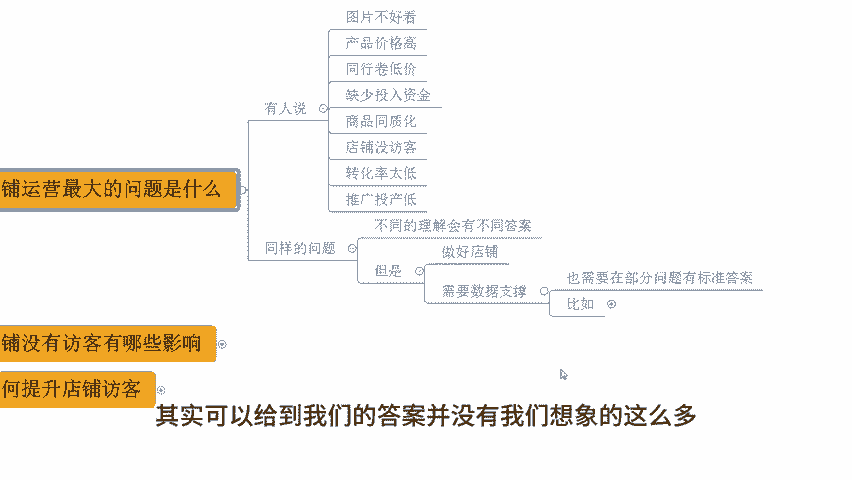 图片不好看
产品价格高
同行卷低价
缺少投入资金
有人说
商品同质化
店铺没访客
转化率太低
推广投产低
铺运营最大的问题是什么
不同的理解会有不同答案
同样的问题
做好店铺
但是
也需要在部分问题有标准答案
需要数据支撑
比如
铺没有访客有哪些影响
何提升店铺访客
其实可以给到我们的答案并没有我们想象的这么多